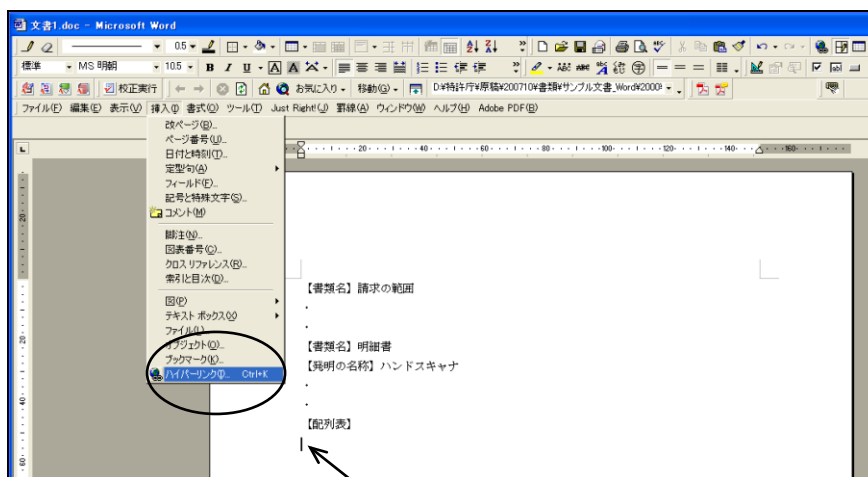 文書1.doc - Microsoft Word
0.5
標準 MS 明朝 10.5 B I U A A
校正実行 お気に入り 移動(G) D:¥特許庁¥原稿¥200710¥書類¥サンプル文書_Word¥2000
ファイル(F) 編集(E) 表示(V) 挿入(I) 書式(O) ツール(T) Just Right!(J) 罫線(A) ウィンドウ(W) ヘルプ(H) Adobe PDF(B)
改ページ(B)...
ページ番号(U)...
日付と時刻(T)...
定型句(A)
フィールド(F)...
記号と特殊文字(S)...
コメント(M)
脚注(N)...
図表番号(C)...
クロス リファレンス(R)...
索引と目次(D)...
図(P)
テキスト ボックス(X)
ファイル(L)...
オブジェクト(O)...
ブックマーク(K)...
ハイパーリンク(I)... Ctrl+K
20 40 60 80 100 120 140 160
【書類名】請求の範囲
・
・
【書類名】明細書
【発明の名称】ハンドスキャナ
・
・
【配列表】